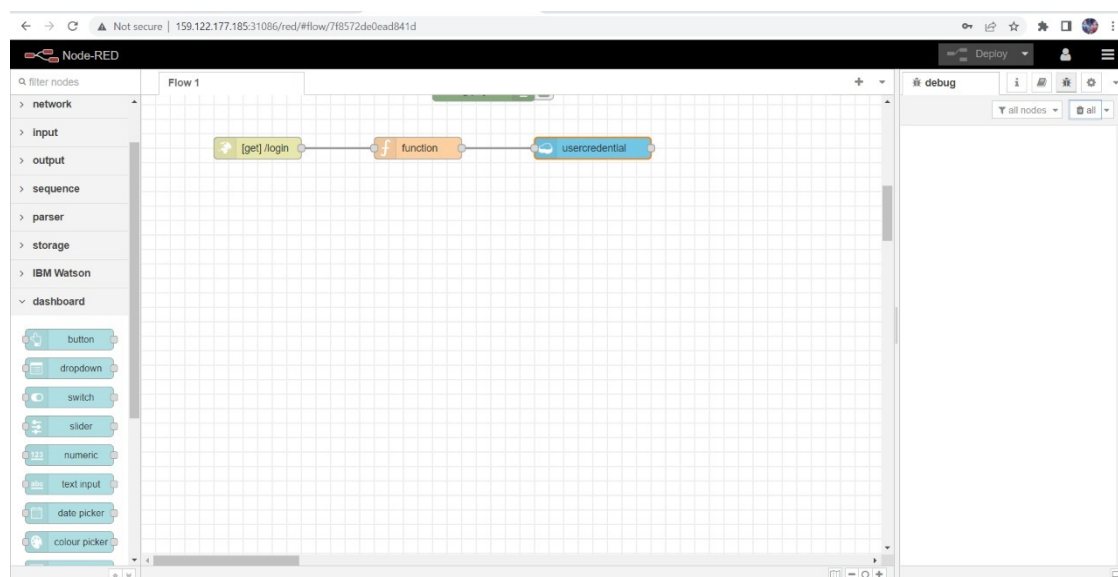 Not secure | 159.122.177.185:31086/red/#flow/7f8572de0ead841d
Node-RED
Deploy
filter nodes
Flow 1
debug
i
network
all nodes
all
input
[get] /login
function
usercredential
output
sequence
parser
storage
IBM Watson
dashboard
button
dropdown
switch
slider
123 numeric
abc text input
date picker
colour picker